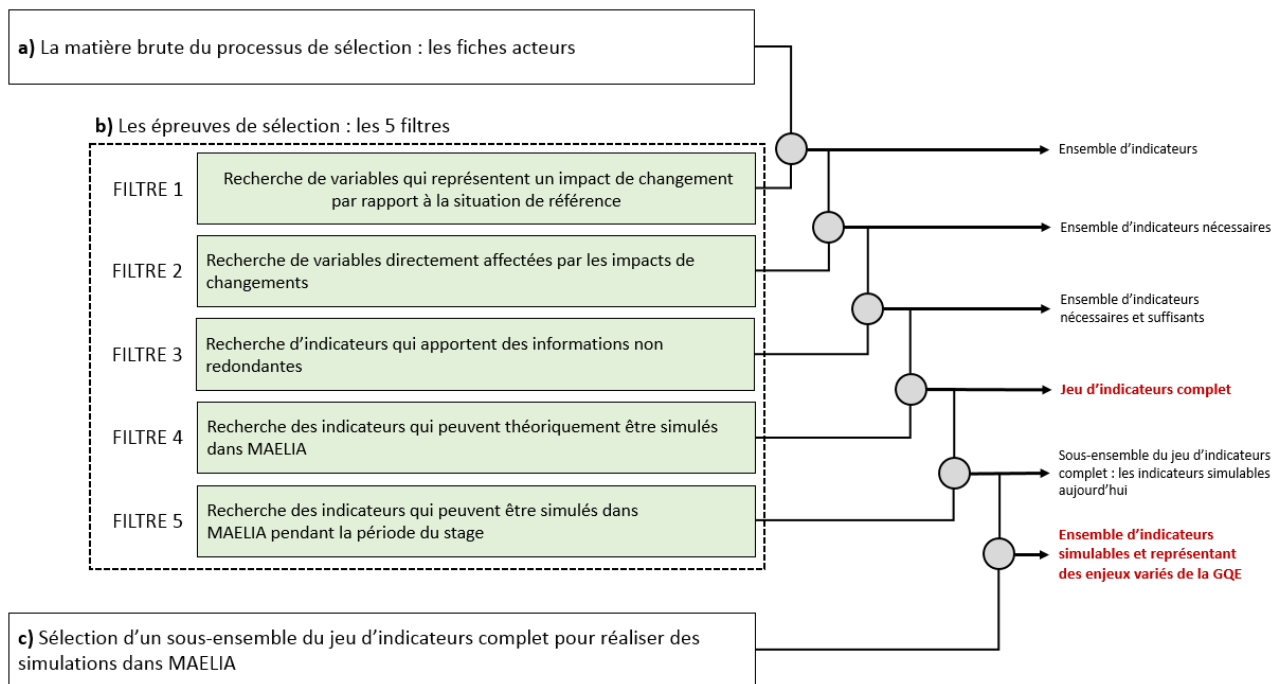 a) La matière brute du processus de sélection : les fiches acteurs
b) Les épreuves de sélection : les 5 filtres
FILTRE 1
Recherche de variables qui représentent un impact de changement
par rapport à la situation de référence
FILTRE 2
Recherche de variables directement affectées par les impacts de
changements
FILTRE 3
Recherche d’indicateurs qui apportent des informations non
redondantes
FILTRE 4
Recherche des indicateurs qui peuvent théoriquement être simulés
dans MAELIA
FILTRE 5
Recherche des indicateurs qui peuvent être simulés dans
MAELIA pendant la période du stage
c) Sélection d’un sous-ensemble du jeu d’indicateurs complet pour réaliser des
simulations dans MAELIA
Ensemble d’indicateurs
Ensemble d’indicateurs nécessaires
Ensemble d’indicateurs
nécessaires et suffisants
Jeu d’indicateurs complet
Sous-ensemble du jeu d’indicateurs
complet : les indicateurs simulables
aujourd’hui
Ensemble d’indicateurs
simulables et représentant
des enjeux variés de la GQE